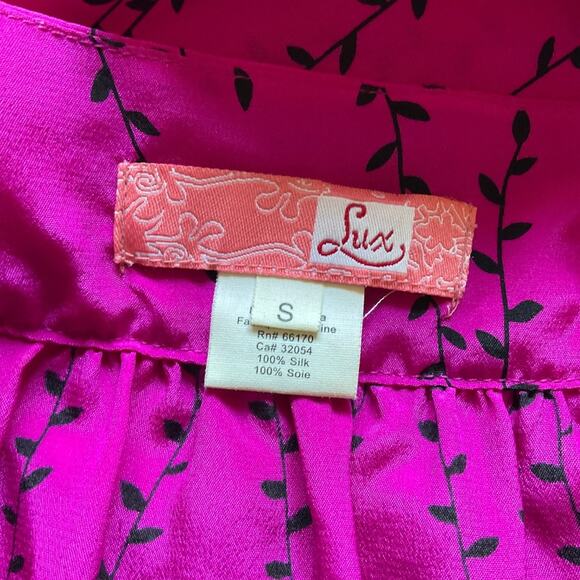 Lux
S
Rn# 66170
Ca# 32054
100% Silk
100% Soie